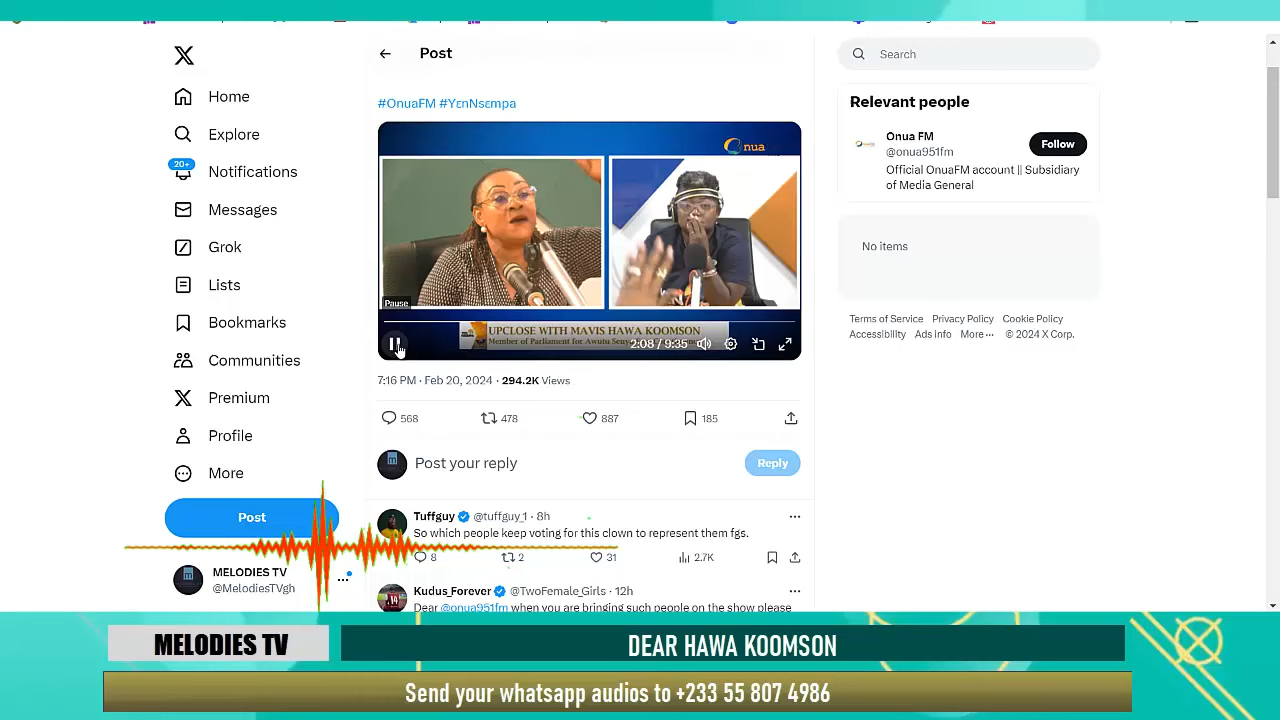 Home
Explore
20+
Notifications
Messages
Grok
Lists
Bookmarks
Communities
Premium
Profile
More
Post
MELODIES TV
@MelodiesTVgh
Post
#OnuaFM #YɛnNsɛmpa
nua
Pause
UPCLOSE WITH MAVIS HAWA KOOMSON
Member of Parliament for Awutu
2:08 / 9:35
7:16 PM · Feb 20, 2024 · 294.2K Views
568 478 887 185
Post your reply
Reply
Tuffguy @tuffguy_1 · 8h
So which people keep voting for this clown to represent them fgs.
8 2 31 2.7K
Kudus_Forever @TwoFemale_Girls · 12h
Dear @onua951fm when you are bringing such people on the show please
Search
Relevant people
Onua FM
@onua951fm
Follow
Official OnuaFM account || Subsidiary
of Media General
No items
Terms of Service Privacy Policy Cookie Policy
Accessibility Ads info More ··· © 2024 X Corp.
MELODIES TV
DEAR HAWA KOOMSON
Send your whatsapp audios to +233 55 807 4986